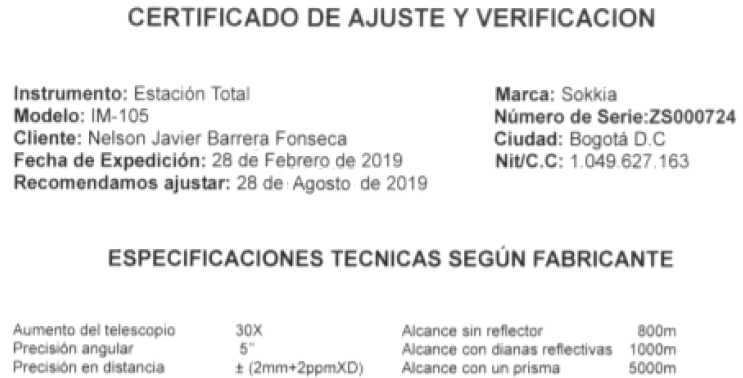 CERTIFICADO DE AJUSTE Y VERIFICACION
Instrumento: Estación Total
Modelo: IM-105
Cliente: Nelson Javier Barrera Fonseca
Fecha de Expedición: 28 de Febrero de 2019
Recomendamos ajustar: 28 de Agosto de 2019
Marca: Sokkia
Número de Serie:ZS000724
Ciudad: Bogotá D.C
Nit/C.C: 1.049.627.163
ESPECIFICACIONES TECNICAS SEGÚN FABRICANTE
Aumento del telescopio 30X
Precisión angular 5"
Precisión en distancia ± (2mm+2ppmXD)
Alcance sin reflector 800m
Alcance con dianas reflectivas 1000m
Alcance con un prisma 5000m